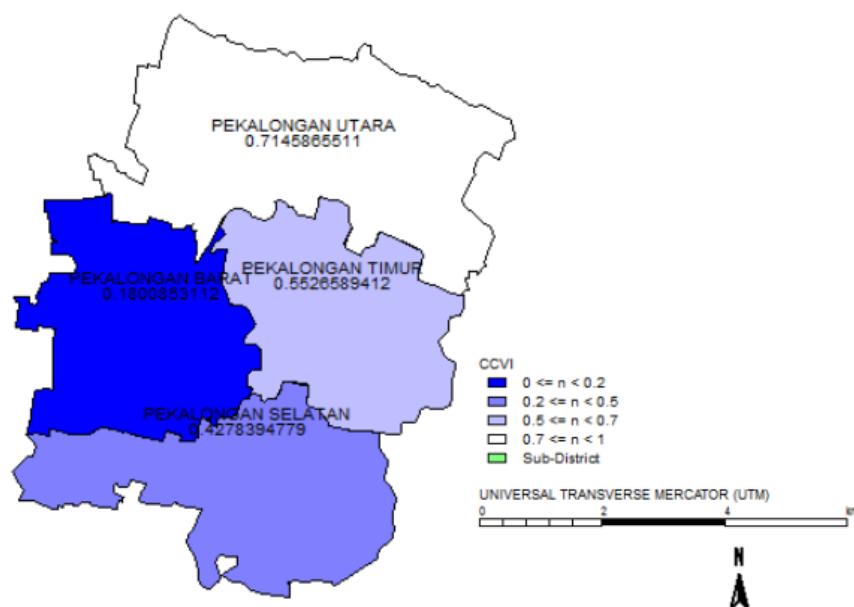 PEKALONGAN UTARA
0.7145865511
PEKALONGAN BARAT
0.1800853112
PEKALONGAN TIMUR
0.5526589412
PEKALONGAN SELATAN
0.4278394779
CCVI
0 <= n < 0.2
0.2 <= n < 0.5
0.5 <= n < 0.7
0.7 <= n < 1
Sub-District
UNIVERSAL TRANSVERSE MERCATOR (UTM)
0 2 4
N